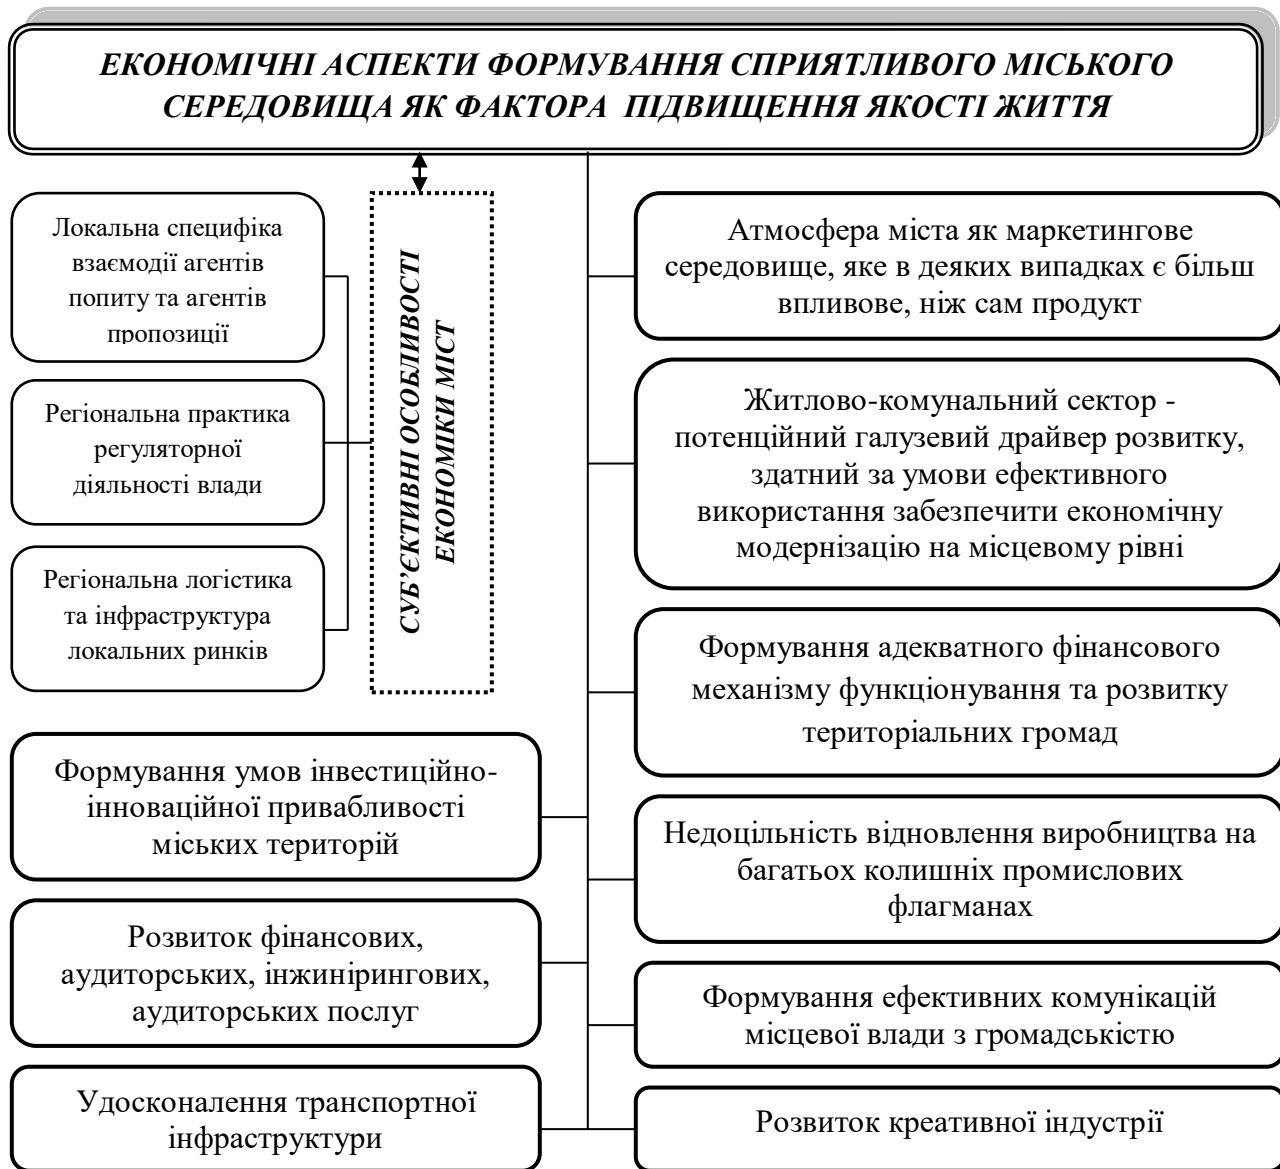 ЕКОНОМІЧНІ АСПЕКТИ ФОРМУВАННЯ СПРИЯТЛИВОГО МІСЬКОГО
СЕРЕДОВИЩА ЯК ФАКТОРА ПІДВИЩЕННЯ ЯКОСТІ ЖИТТЯ
Локальна специфіка
взаємодії агентів
попиту та агентів
пропозиції
Регіональна практика
регуляторної
діяльності влади
Регіональна логістика
та інфраструктура
локальних ринків
СУБ’ЄКТИВНІ ОСОБЛИВОСТІ
ЕКОНОМІКИ МІСТ
Атмосфера міста як маркетингове
середовище, яке в деяких випадках є більш
впливове, ніж сам продукт
Житлово-комунальний сектор -
потенційний галузевий драйвер розвитку,
здатний за умови ефективного
використання забезпечити економічну
модернізацію на місцевому рівні
Формування адекватного фінансового
механізму функціонування та розвитку
територіальних громад
Формування умов інвестиційно-
інноваційної привабливості
міських територій
Недоцільність відновлення виробництва на
багатьох колишніх промислових
флагманах
Розвиток фінансових,
аудиторських, інжинірингових,
аудиторських послуг
Формування ефективних комунікацій
місцевої влади з громадськістю
Удосконалення транспортної
інфраструктури
Розвиток креативної індустрії